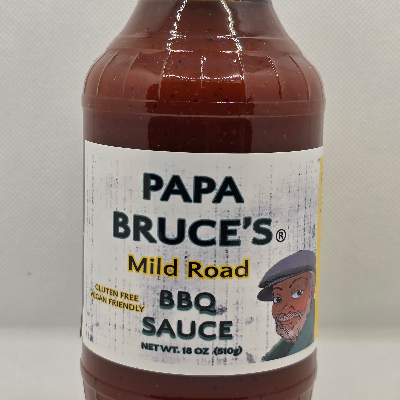 PAPA
BRUCE'S®
Mild Road
GLUTEN FREE
VEGAN FRIENDLY
BBQ
SAUCE
NET WT. 18 OZ (510g)